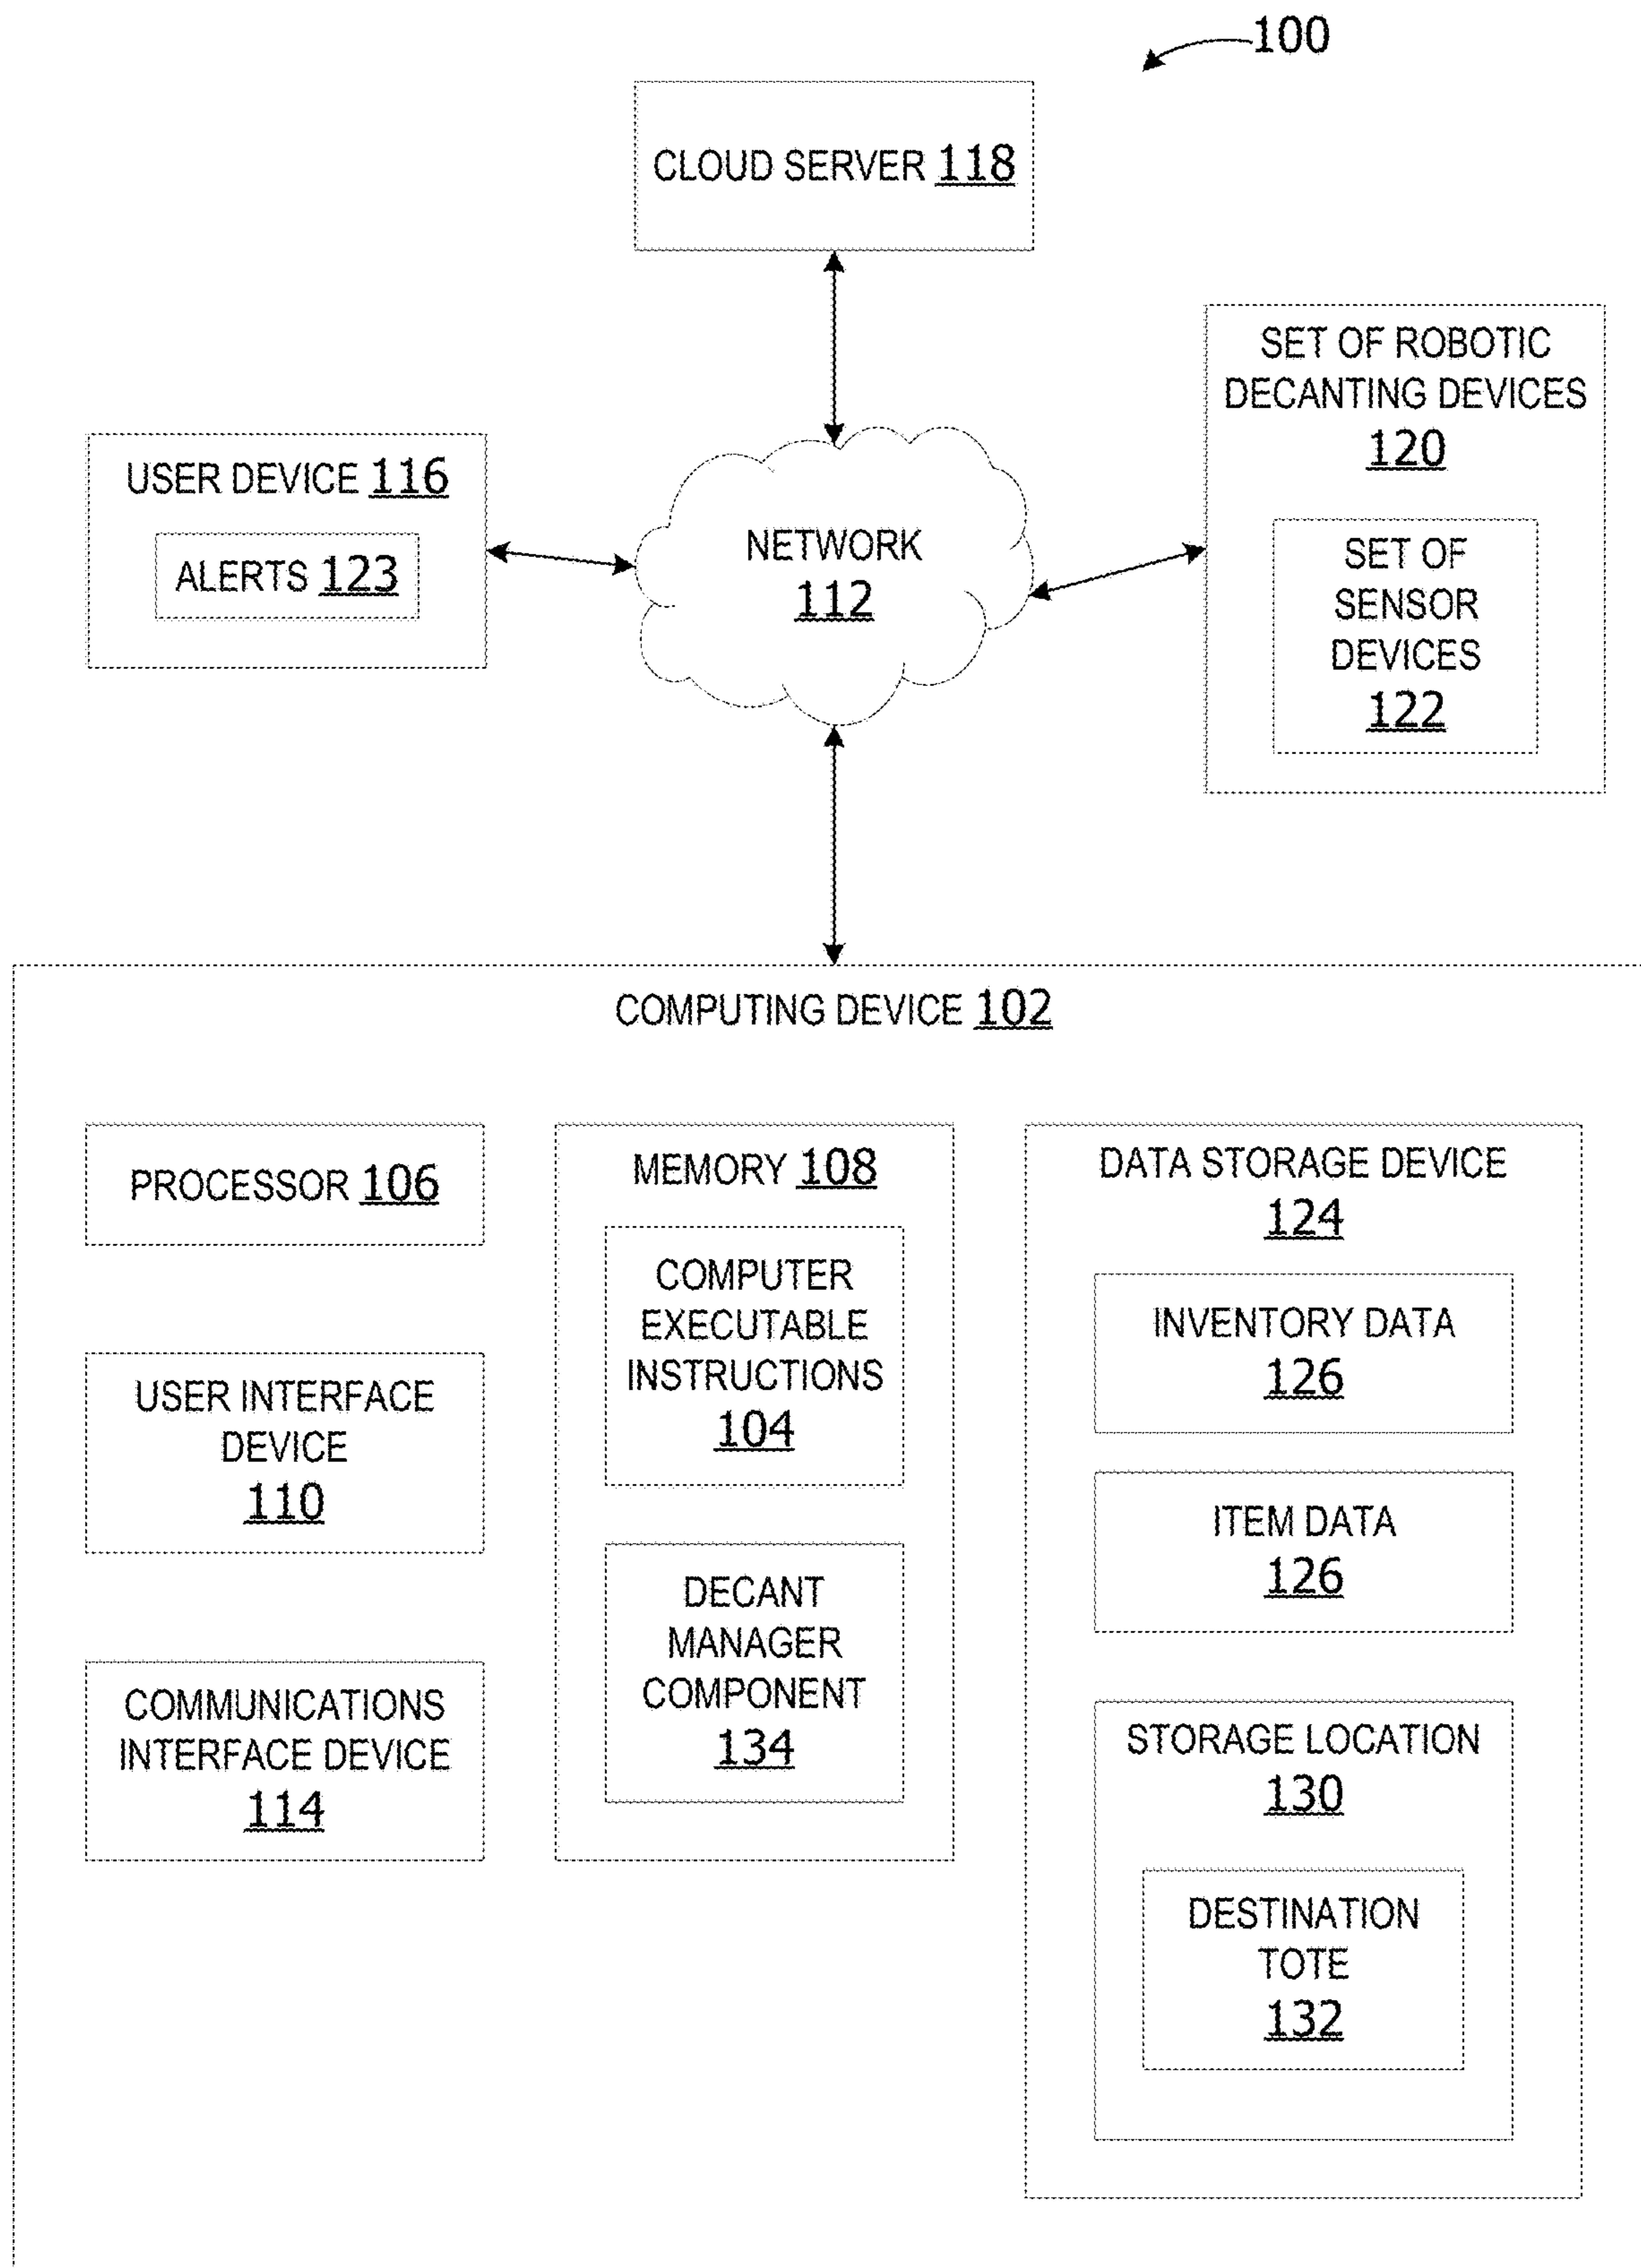 100
CLOUD SERVER 118
SET OF ROBOTIC
DECANTING DEVICES
120
SET OF
SENSOR
DEVICES
122
USER DEVICE 116
ALERTS 123
NETWORK
112
COMPUTING DEVICE 102
PROCESSOR 106
USER INTERFACE
DEVICE
110
COMMUNICATIONS
INTERFACE DEVICE
114
MEMORY 108
COMPUTER
EXECUTABLE
INSTRUCTIONS
104
DECANT
MANAGER
COMPONENT
134
DATA STORAGE DEVICE
124
INVENTORY DATA
126
ITEM DATA
126
STORAGE LOCATION
130
DESTINATION
TOTE
132